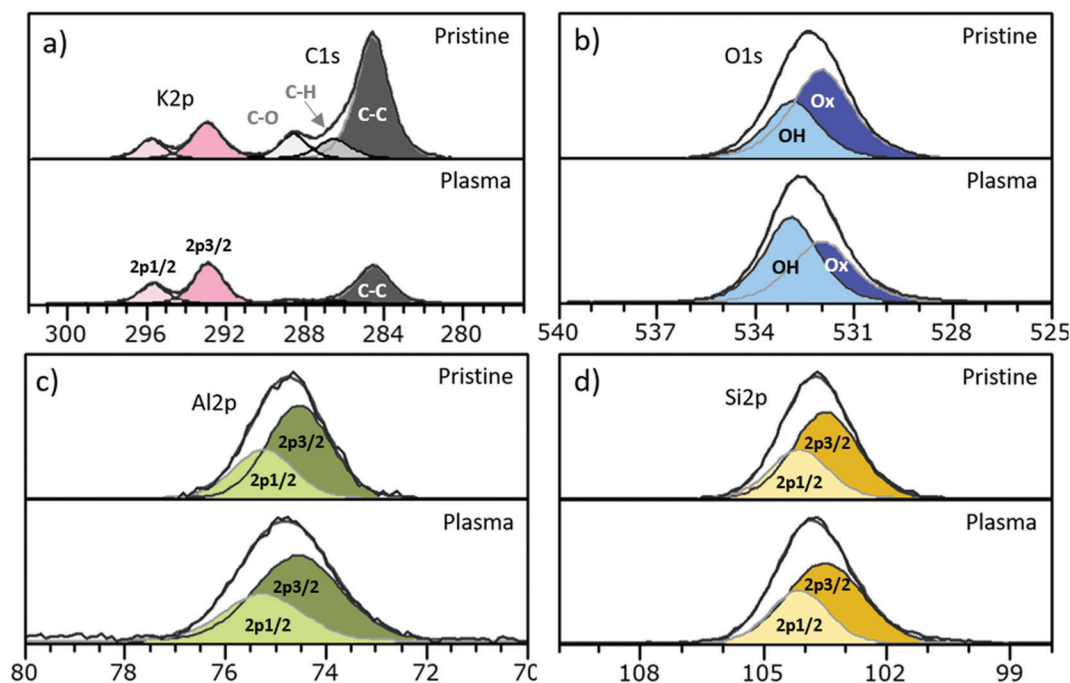 a)
Pristine
C1s
C-H
K2p
C-O
C-C
Plasma
2p3/2
2p1/2
C-C
300 296 292 288 284 280
b)
Pristine
O1s
Ox
OH
Plasma
OH
Ox
540 537 534 531 528 525
c)
Pristine
Al2p
2p3/2
2p1/2
Plasma
2p3/2
2p1/2
80 78 76 74 72 70
d)
Pristine
Si2p
2p3/2
2p1/2
Plasma
2p3/2
2p1/2
108 104 102 99